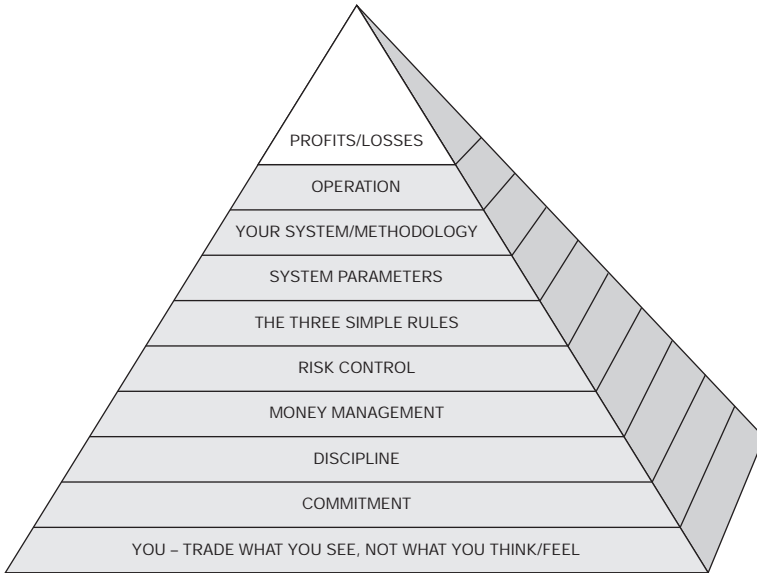 PROFITS/LOSSES
OPERATION
YOUR SYSTEM/METHODOLOGY
SYSTEM PARAMETERS
THE THREE SIMPLE RULES
RISK CONTROL
MONEY MANAGEMENT
DISCIPLINE
COMMITMENT
YOU – TRADE WHAT YOU SEE, NOT WHAT YOU THINK/FEEL